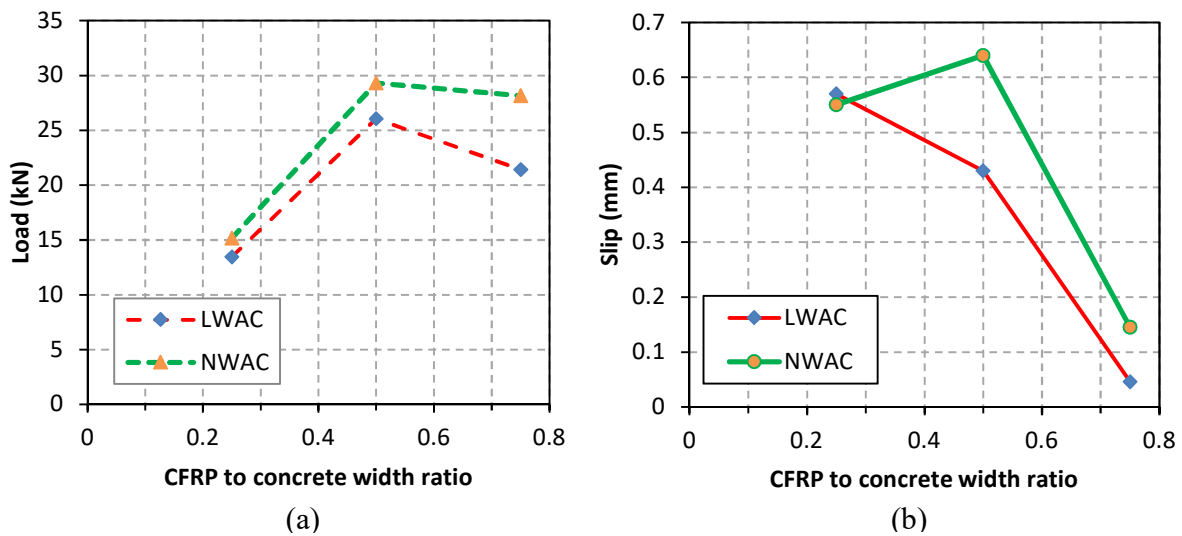 35
30
25
20
15
10
5
0
Load (kN)
LWAC
NWAC
0
0.2
0.4
0.6
0.8
CFRP to concrete width ratio
(a)
0.7
0.6
0.5
0.4
0.3
0.2
0.1
0
Slip (mm)
LWAC
NWAC
0
0.2
0.4
0.6
0.8
CFRP to concrete width ratio
(b)